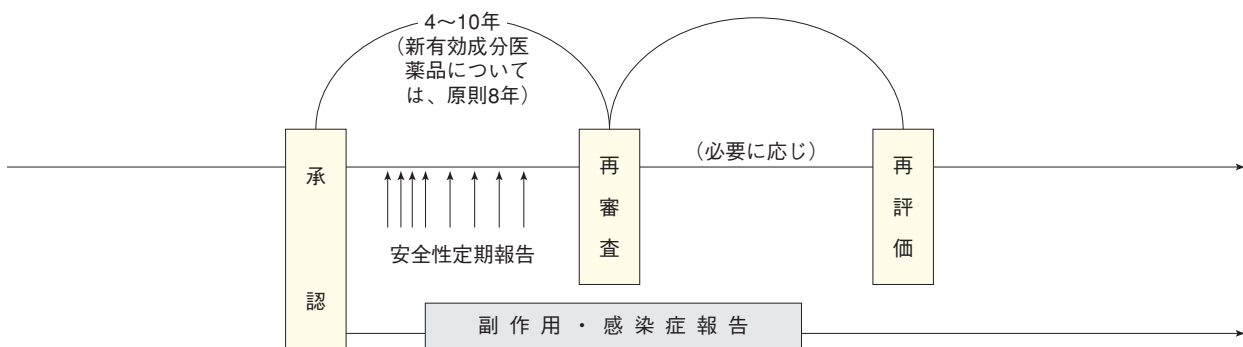 4〜10年
（新有効成分医
薬品について
は、原則8年）
承認
再審査
（必要に応じ）
再評価
安全性定期報告
副作用・感染症報告